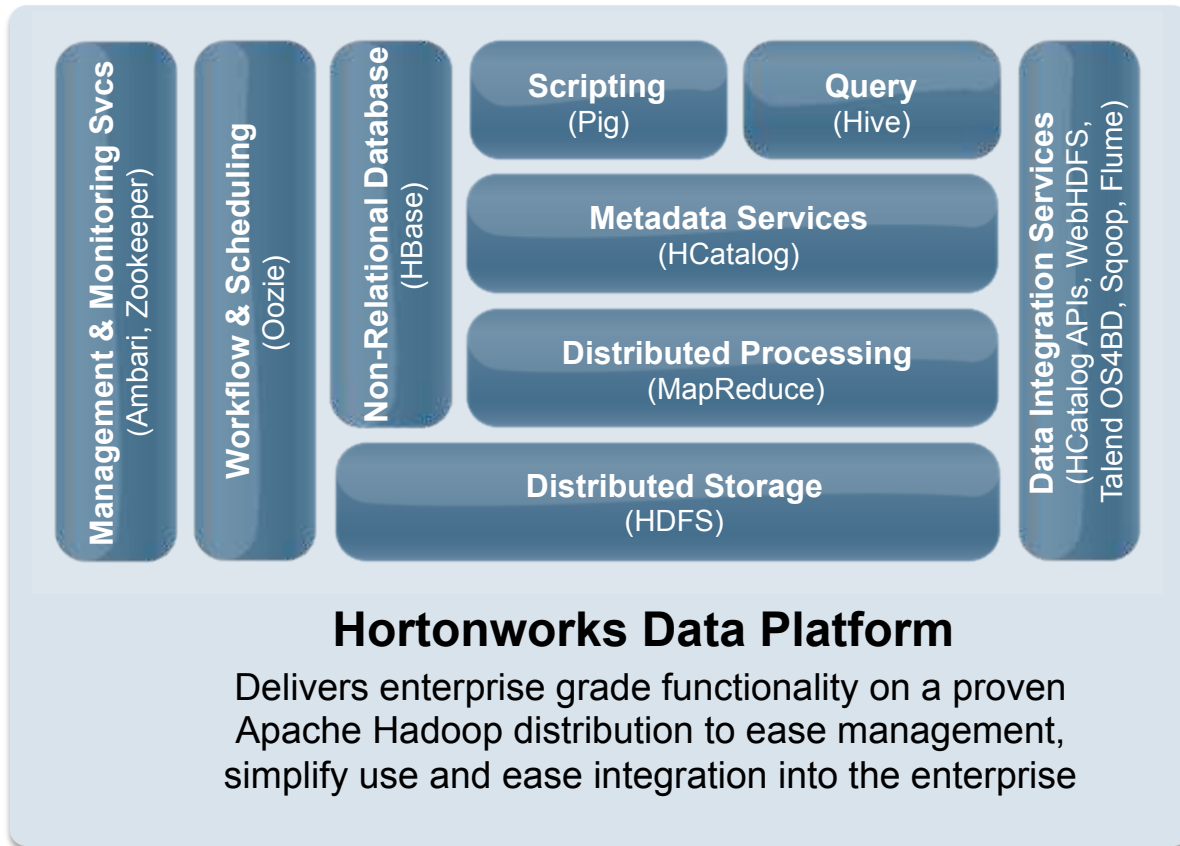 Management & Monitoring Svcs
(Ambari, Zookeeper)
Workflow & Scheduling
(Oozie)
Non-Relational Database
(HBase)
Scripting
(Pig)
Query
(Hive)
Metadata Services
(HCatalog)
Distributed Processing
(MapReduce)
Distributed Storage
(HDFS)
Data Integration Services
(HCatalog APIs, WebHDFS,
Talend OS4BD, Sqoop, Flume)
Hortonworks Data Platform
Delivers enterprise grade functionality on a proven
Apache Hadoop distribution to ease management,
simplify use and ease integration into the enterprise